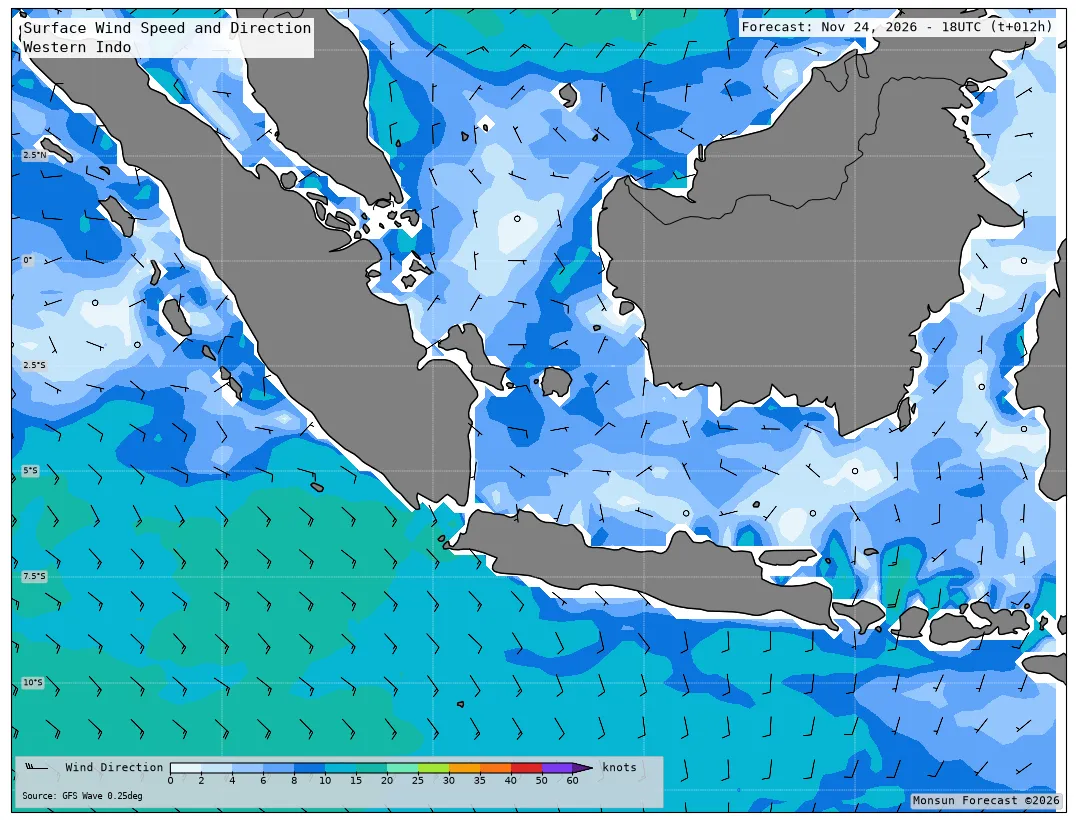 Surface Wind Speed and Direction
Western Indo
Forecast: Nov 24, 2026 - 18UTC (t+012h)
2.5°N
0°
2.5°S
5°S
7.5°S
10°S
Wind Direction
0 2 4 6 8 10 15 20 25 30 35 40 50 60
knots
Source: GFS Wave 0.25deg
Monsun Forecast ©2026